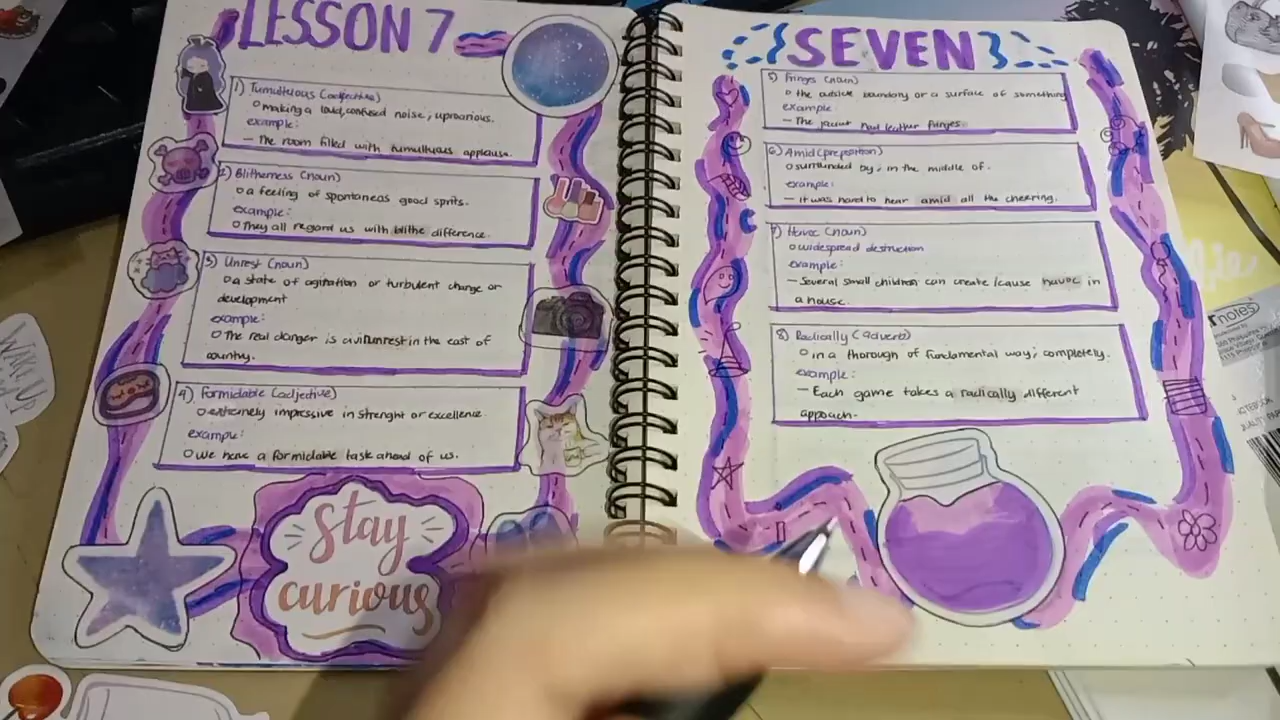 LESSON 7
1) Tumultuous (adjective)
making a loud, confused noise; uproarious.
example:
- The room filled with tumultuous applause.
2) Blitheness (noun)
a feeling of spontaneas good sprits.
example:
They all regard us with blithe difference.
3) Unrest (noun)
a state of agitation or turbulent change or
development
example:
The real danger is civil unrest in the east of
country.
4) Formidable (adjective)
extremely impressive in strenght or excellence.
example:
We have a formidable task ahead of us.
stay
curious
SEVEN
5) Fringes (noun)
the outside boundary or a surface of something
example:
- The jacket had leather fringes.
6) Amid (preposition)
surrounded by; in the middle of.
example:
- It was hard to hear amid all the cheering.
7) Havoc (noun)
widespread destruction
example:
- Several small children can create /cause havoc in
a house.
8) Radically (adverb)
in a thorough of fundamental way; completely.
example:
- Each game takes a radically different
appoach.
WAKE UP
notes